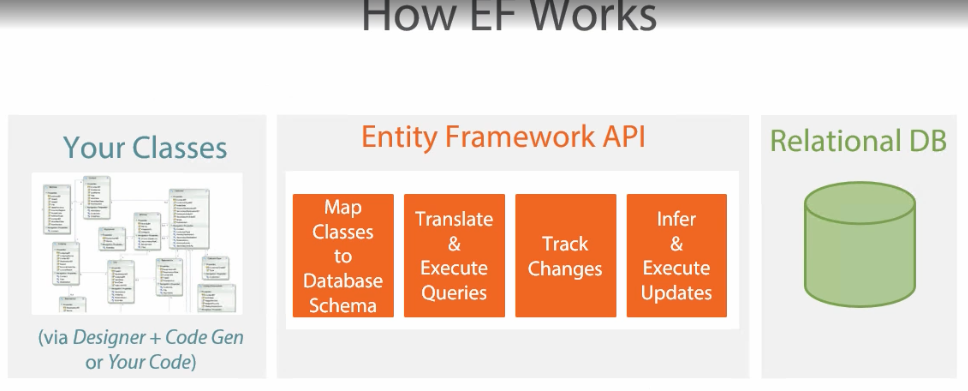 How EF Works
Your Classes
(via Designer + Code Gen
or Your Code)
Entity Framework API
Map
Classes
to
Database
Schema
Translate
&
Execute
Queries
Track
Changes
Infer
&
Execute
Updates
Relational DB